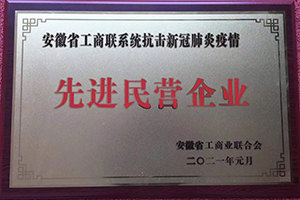 安徽省工商联系统抗击新冠肺炎疫情
先进民营企业
安徽省工商业联合会
二〇二一年元月